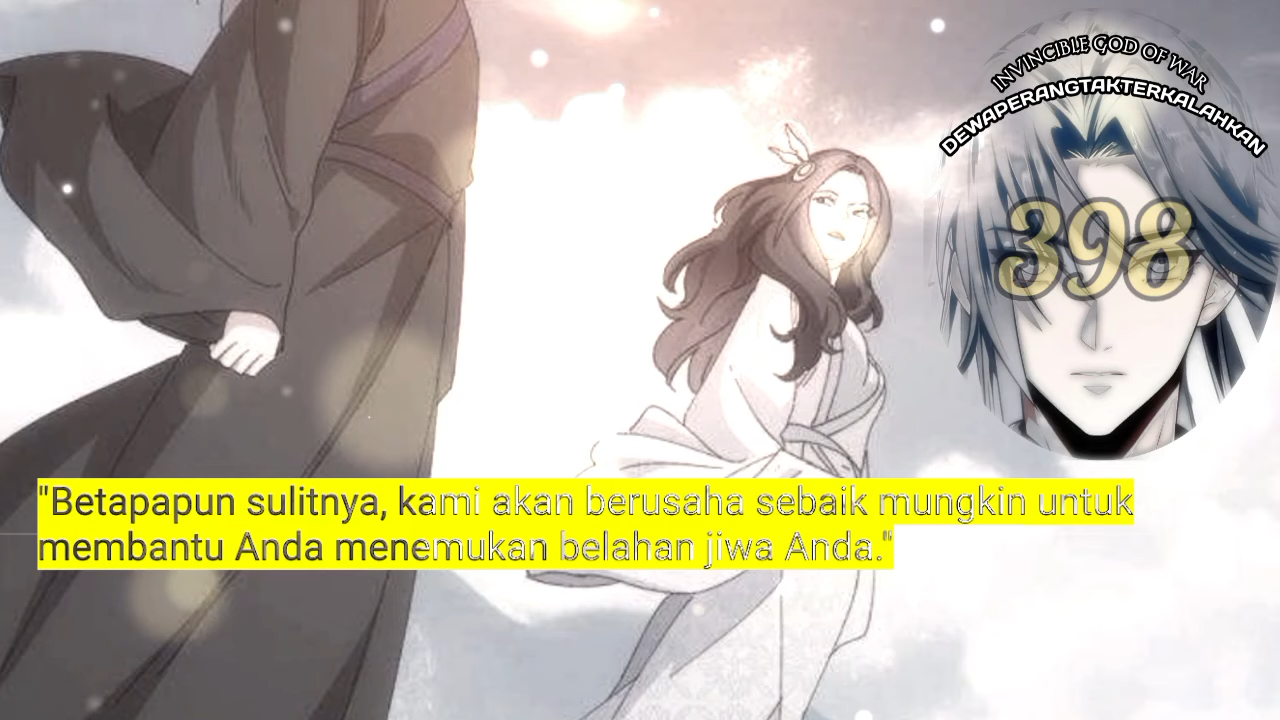 INVINCIBLE GOD OF WAR
DEWAPERANGTAKTERKALAHKAN
398
"Betapapun sulitnya, kami akan berusaha sebaik mungkin untuk
membantu Anda menemukan belahan jiwa Anda."